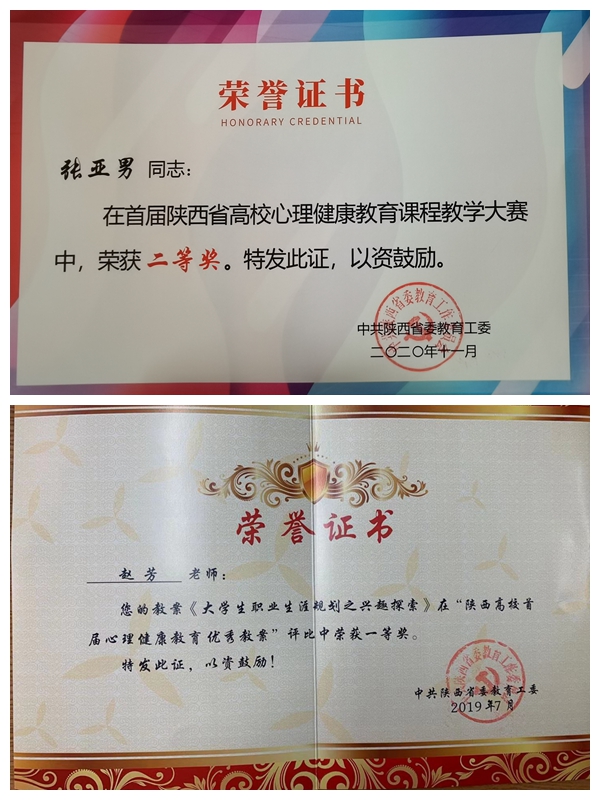 荣誉证书
HONORARY CREDENTIAL
张亚男 同志：
在首届陕西省高校心理健康教育课程教学大赛
中，荣获 二等奖。特发此证，以资鼓励。
中共陕西省委教育工委
二〇二〇年十一月
荣誉证书
赵芳 老师：
您的教案《大学生职业生涯规划之兴趣探索》在“陕西高校首
届心理健康教育优秀教案”评比中荣获一等奖。
特发此证，以资鼓励！
中共陕西省委教育工委
2019年7月